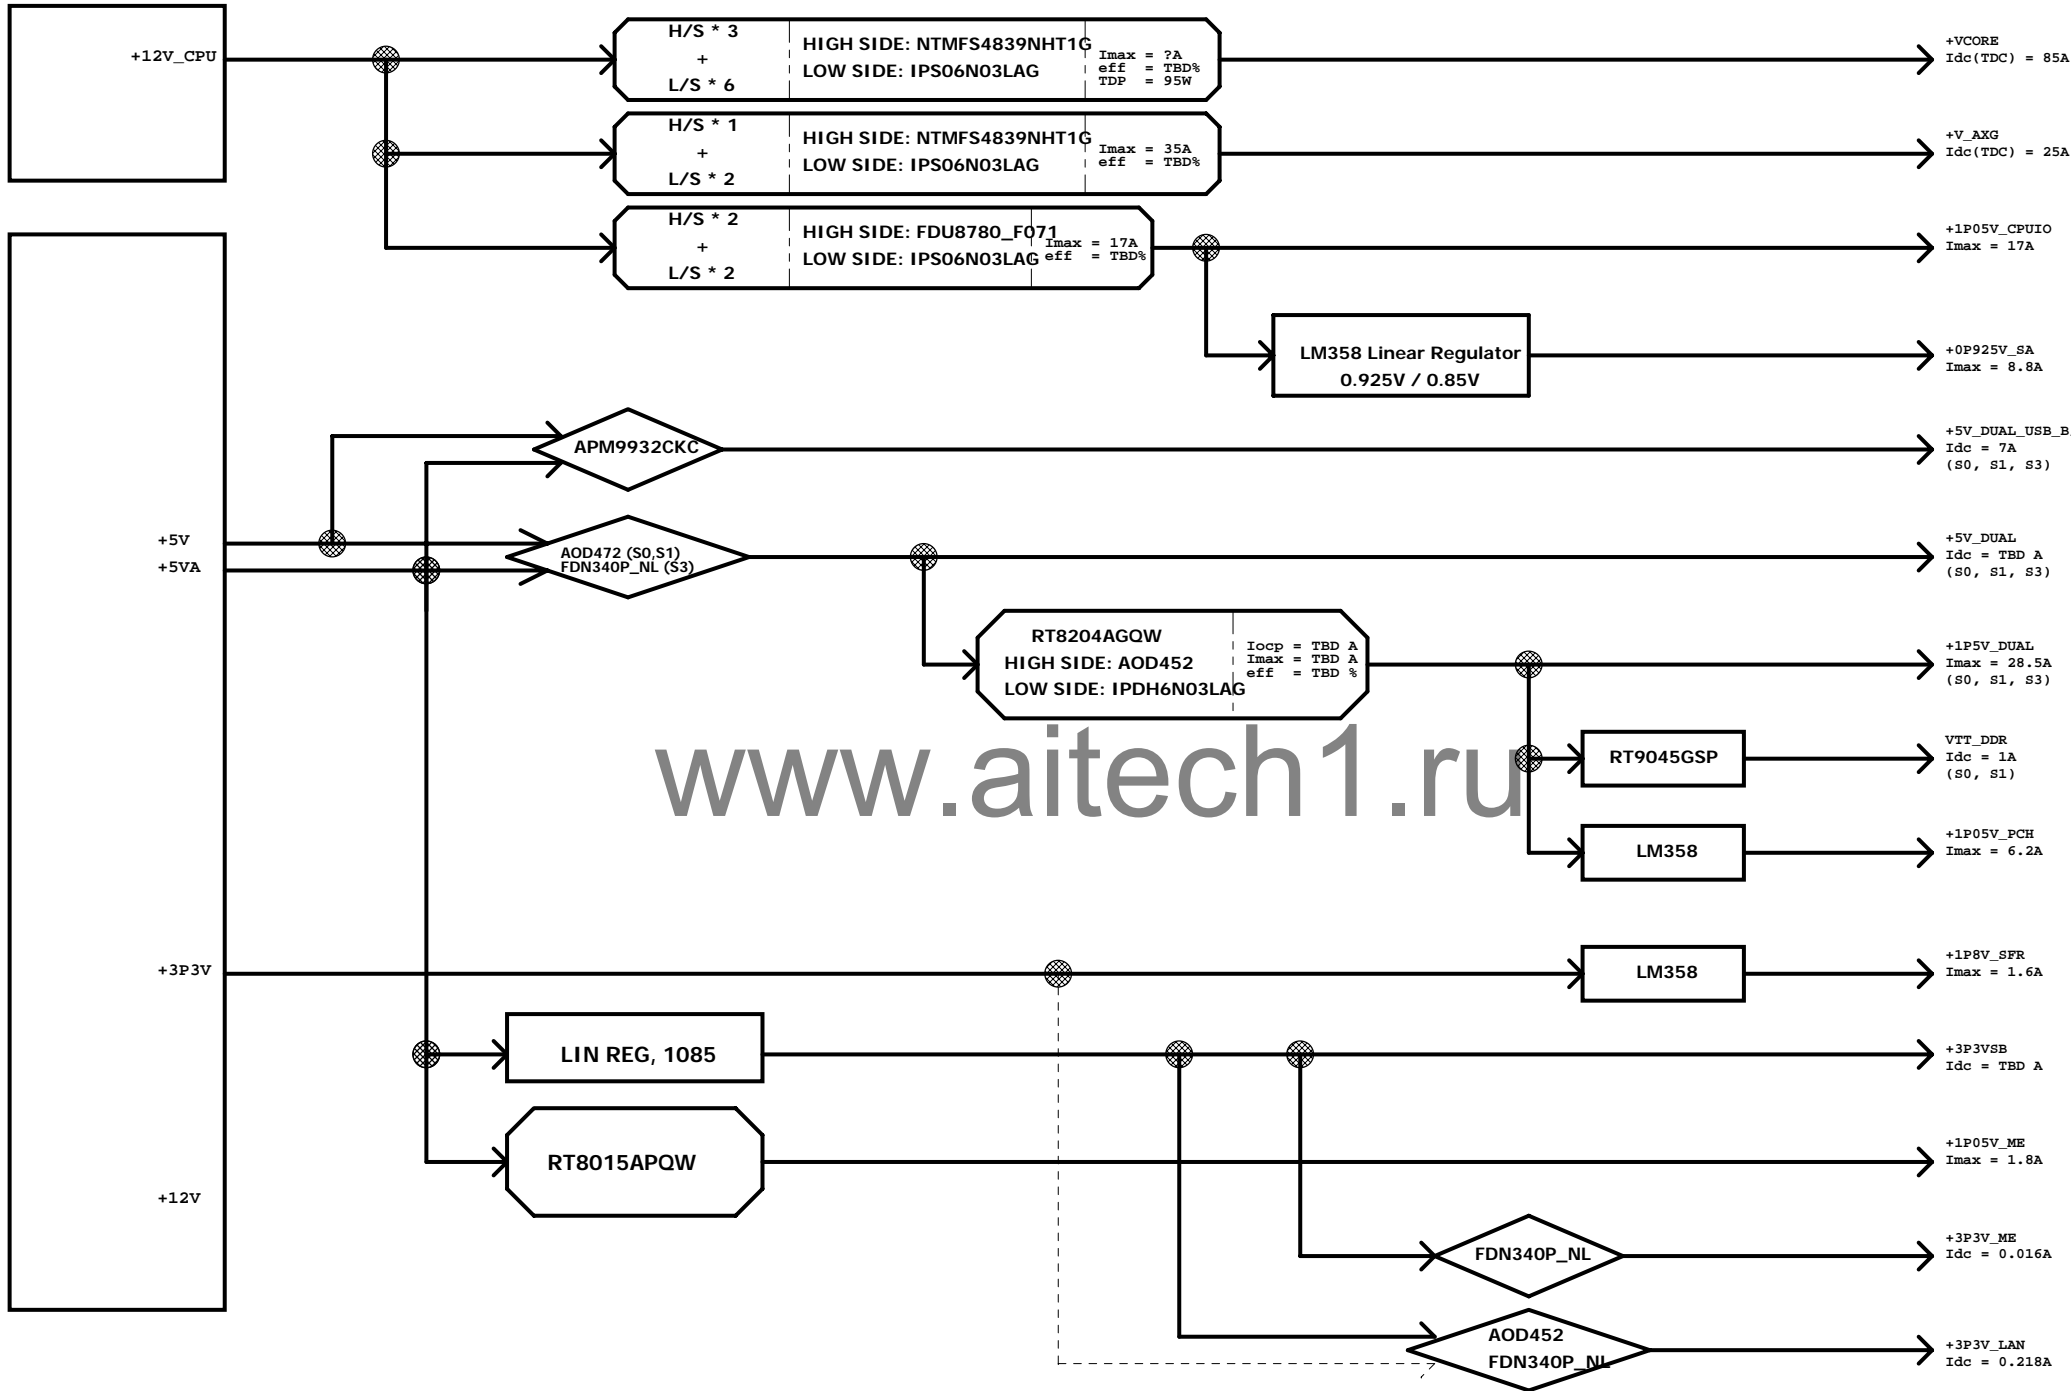 +12V_CPU
H/S * 3
+
L/S * 6
HIGH SIDE: NTMFS4839NHT1G
LOW SIDE: IPS06N03LAG
Imax = ?A
eff = TBD%
TDP = 95W
+VCORE
Idc(TDC) = 85A
H/S * 1
+
L/S * 2
HIGH SIDE: NTMFS4839NHT1G
LOW SIDE: IPS06N03LAG
Imax = 35A
eff = TBD%
+V_AXG
Idc(TDC) = 25A
H/S * 2
+
L/S * 2
HIGH SIDE: FDU8780_F071
LOW SIDE: IPS06N03LAG
Imax = 17A
eff = TBD%
+1P05V_CPUIO
Imax = 17A
LM358 Linear Regulator
0.925V / 0.85V
+0P925V_SA
Imax = 8.8A
APM9932CKC
+5V_DUAL_USB_B
Idc = 7A
(S0, S1, S3)
+5V
+5VA
AOD472 (S0,S1)
FDN340P_NL (S3)
+5V_DUAL
Idc = TBD A
(S0, S1, S3)
RT8204AGQW
HIGH SIDE: AOD452
LOW SIDE: IPDH6N03LAG
Iocp = TBD A
Imax = TBD A
eff = TBD %
+1P5V_DUAL
Imax = 28.5A
(S0, S1, S3)
www.aitech1.ru
RT9045GSP
VTT_DDR
Idc = 1A
(S0, S1)
LM358
+1P05V_PCH
Imax = 6.2A
+3P3V
LM358
+1P8V_SFR
Imax = 1.6A
LIN REG, 1085
+3P3VSB
Idc = TBD A
RT8015APQW
+1P05V_ME
Imax = 1.8A
+12V
FDN340P_NL
+3P3V_ME
Idc = 0.016A
AOD452
FDN340P_NL
+3P3V_LAN
Idc = 0.218A